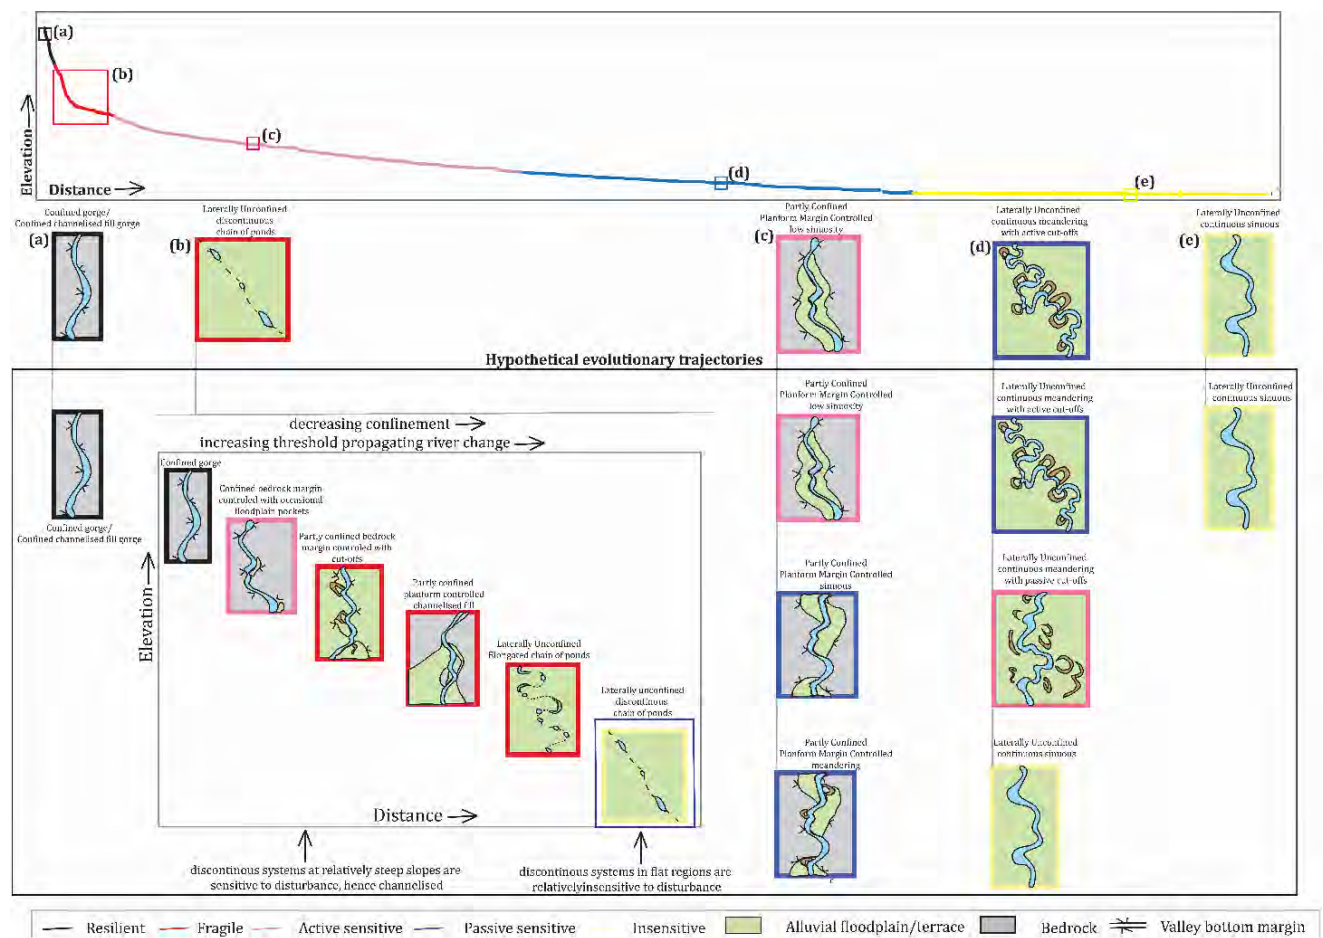 (a)
(b)
(c)
(d)
(e)
Elevation
Distance
Confined gorge/
Confined channelised fill gorge
(a)
Laterally Unconfined
discontinuous
chain of ponds
(b)
Partly Confined
Planform Margin Controlled
low sinuosity
(c)
Laterally Unconfined
continuous meandering
with active cut-offs
(d)
Laterally Unconfined
continuous sinuous
(e)
Hypothetical evolutionary trajectories
Confined gorge/
Confined channelised fill gorge
decreasing confinement
increasing threshold propagating river change
Elevation
Confined gorge
Confined bedrock margin
controled with occasional
floodplain pockets
Partly confined bedrock
margin controled with
cut-offs
Partly confined
planform controlled
channelised fill
Laterally Unconfined
Elongated chain of ponds
Laterally unconfined
discontinous
chain of ponds
Distance
discontinous systems at relatively steep slopes are
sensitive to disturbance, hence channelised
discontinous systems in flat regions are
relativelyinsensitive to disturbance
Partly Confined
Planform Margin Controlled
low sinuosity
Partly Confined
Planform Margin Controlled
sinuous
Partly Confined
Planform Margin Controlled
meandering
Laterally Unconfined
continuous meandering
with active cut-offs
Laterally Unconfined
continuous meandering
with passive cut-offs
Laterally Unconfined
continuous sinuous
Laterally Unconfined
continuous sinuous
Resilient
Fragile
Active sensitive
Passive sensitive
Insensitive
Alluvial floodplain/terrace
Bedrock
Valley bottom margin